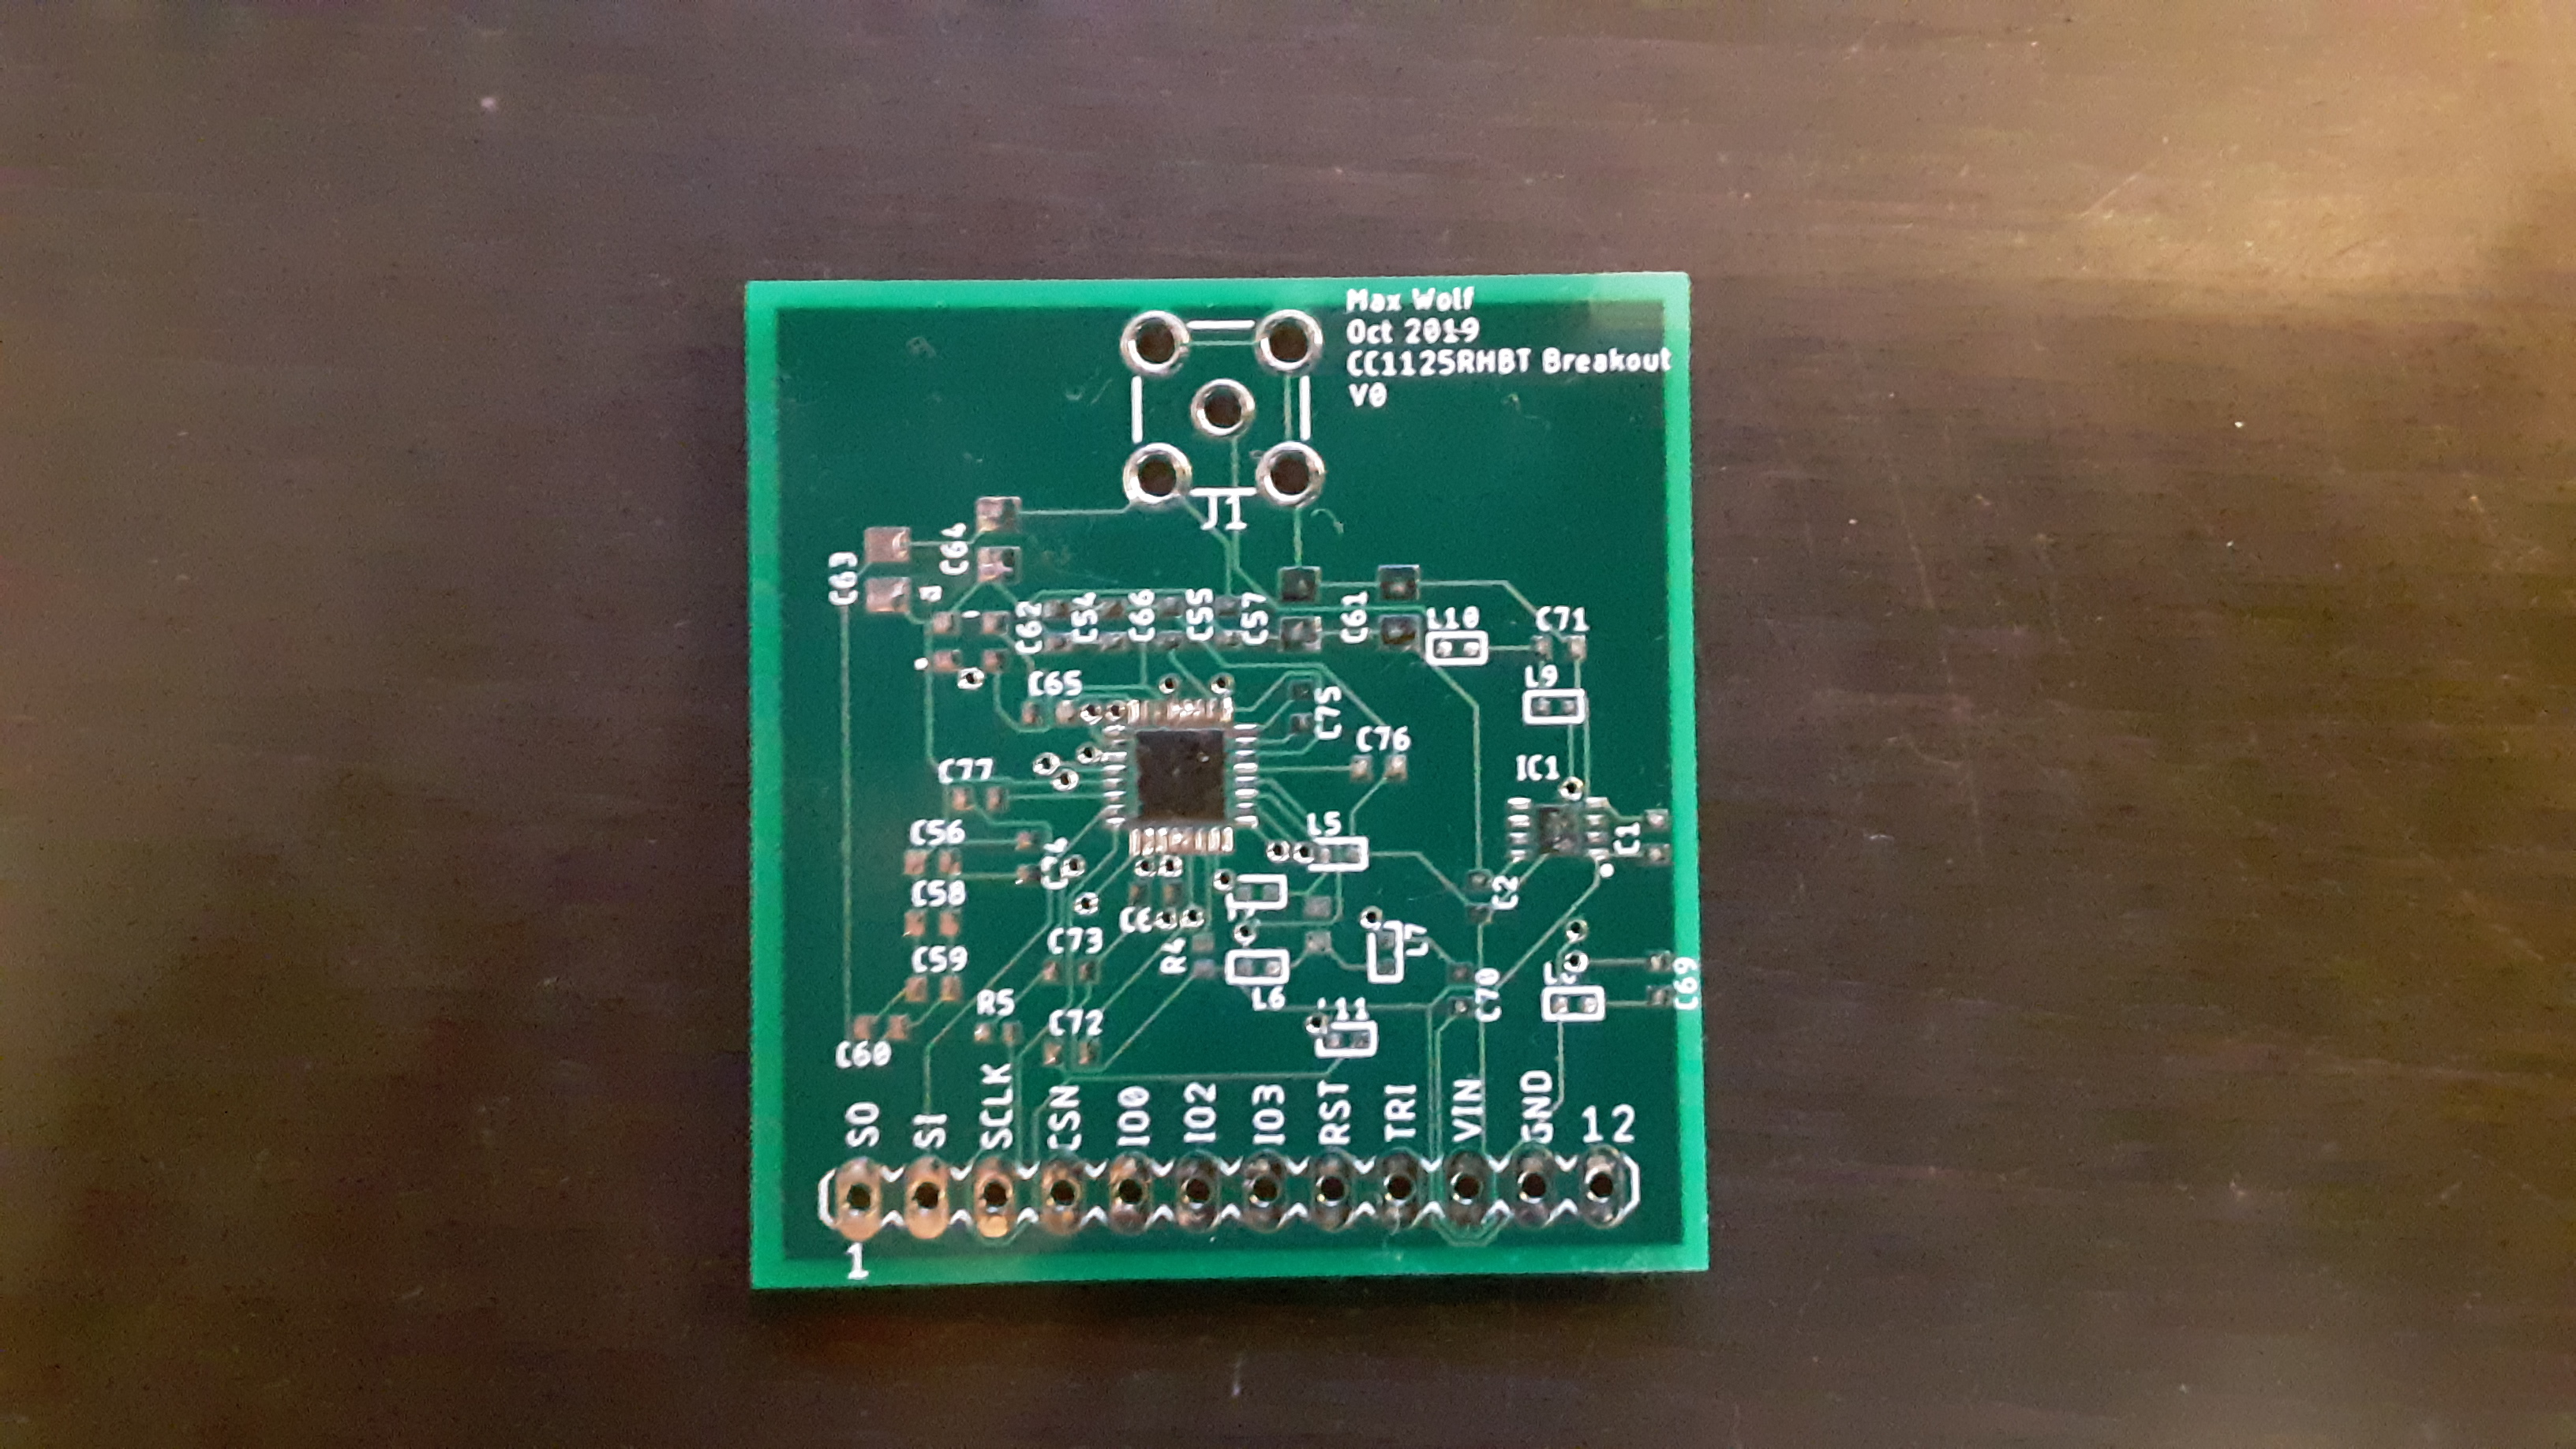 Max Wolf
Oct 2019
CC1125RHBT Breakout
V0
J1
C63
C64
C62
C54
C66
C55
C57
C61
L10
C71
C65
C75
L9
C76
C77
IC1
C56
C74
L5
C1
C58
C2
C73
R4
L7
C59
L6
C70
C69
R5
C72
C60
SO
SI
SCLK
CSN
IO0
IO2
IO3
RST
TRI
VIN
GND
12
1